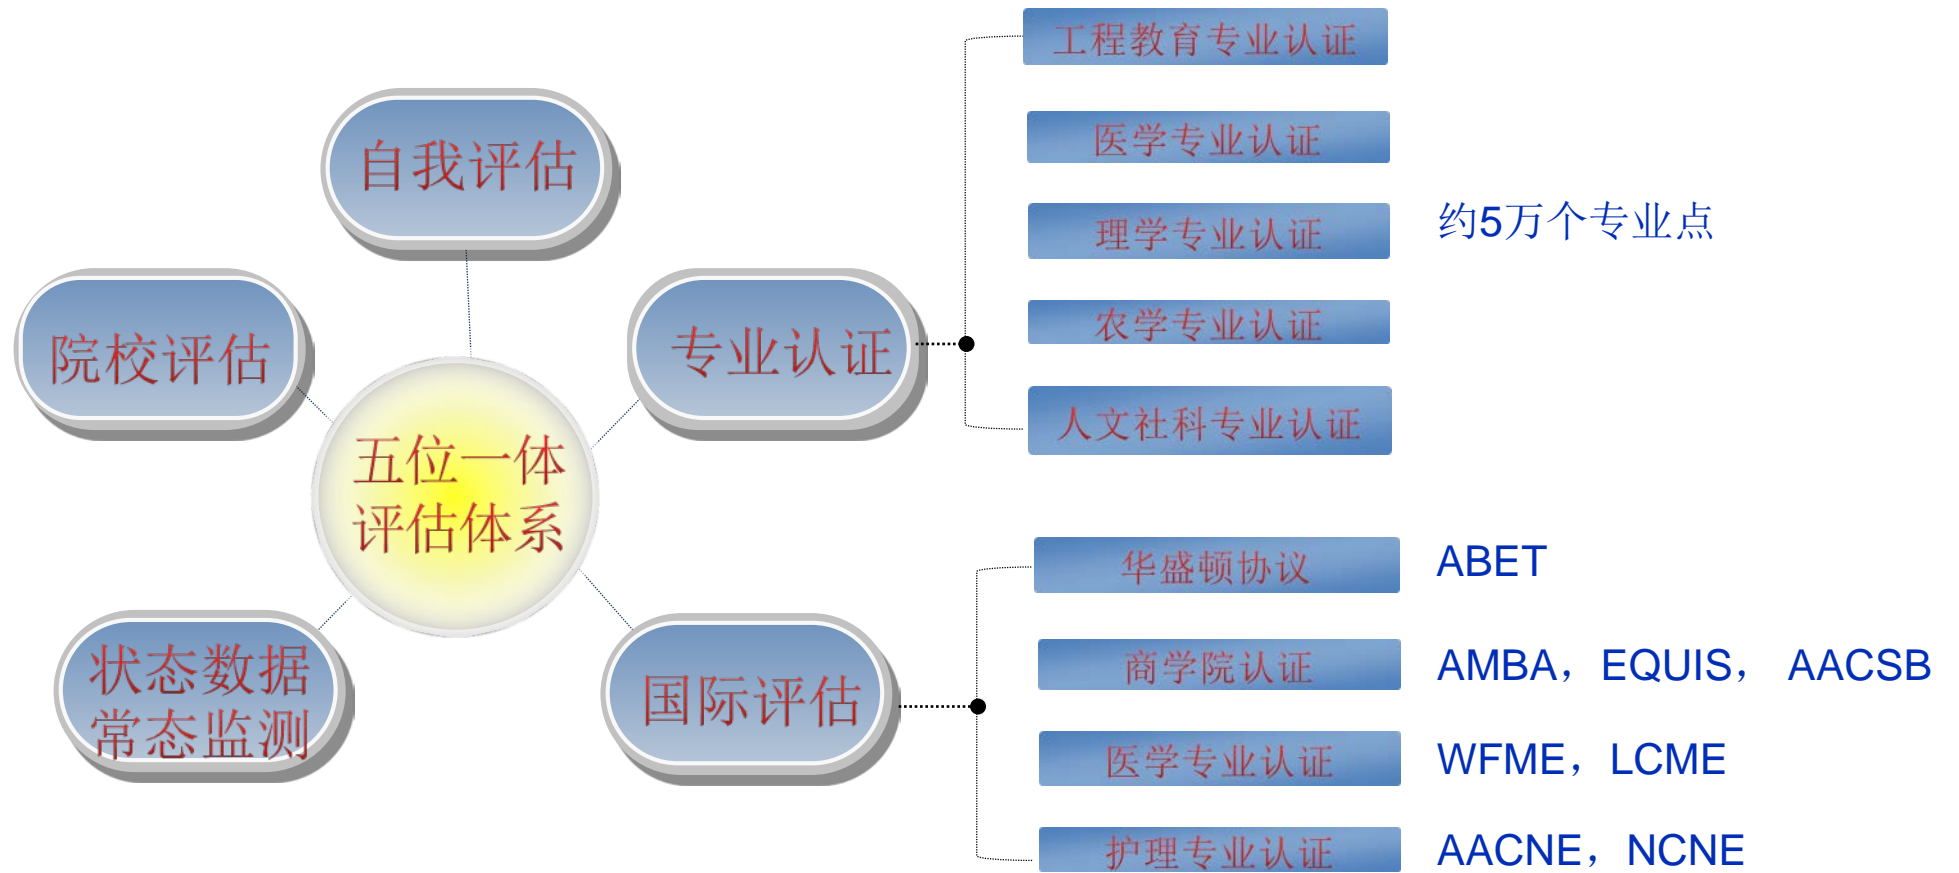 自我评估
院校评估
专业认证
五位一体
评估体系
状态数据
常态监测
国际评估
工程教育专业认证
医学专业认证
理学专业认证
农学专业认证
人文社科专业认证
约5万个专业点
华盛顿协议 ABET
商学院认证 AMBA，EQUIS， AACSB
医学专业认证 WFME，LCME
护理专业认证 AACNE，NCNE